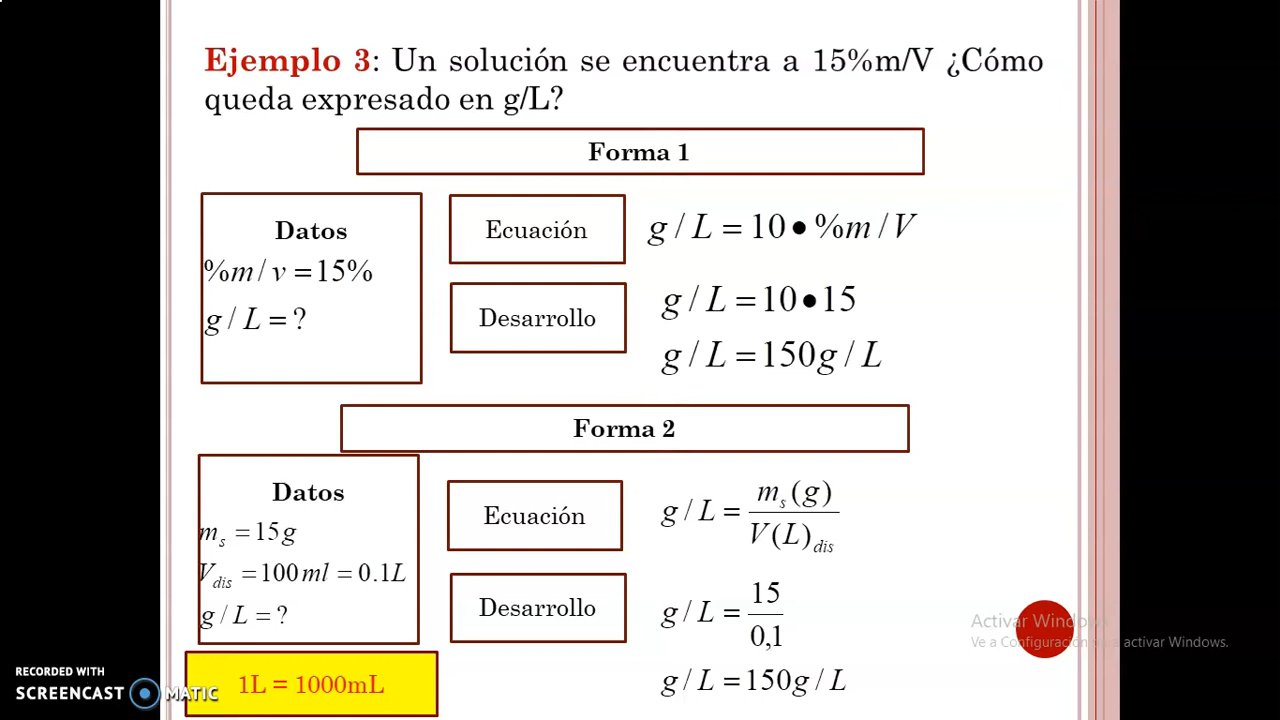 Ejemplo 3: Un solución se encuentra a 15%m/V ¿Cómo
queda expresado en g/L?
Forma 1
Datos
%m / v = 15%
g / L = ?
Ecuación
g / L = 10 • %m / V
Desarrollo
g / L = 10 • 15
g / L = 150g / L
Forma 2
Datos
mₛ = 15g
V_dis = 100ml = 0.1L
g / L = ?
1L = 1000mL
Ecuación
g / L = mₛ(g) / V(L)_dis
Desarrollo
g / L = 15 / 0,1
g / L = 150g / L
Activar Windows
Ve a Configuración para activar Windows.
RECORDED WITH
SCREENCAST MATIC